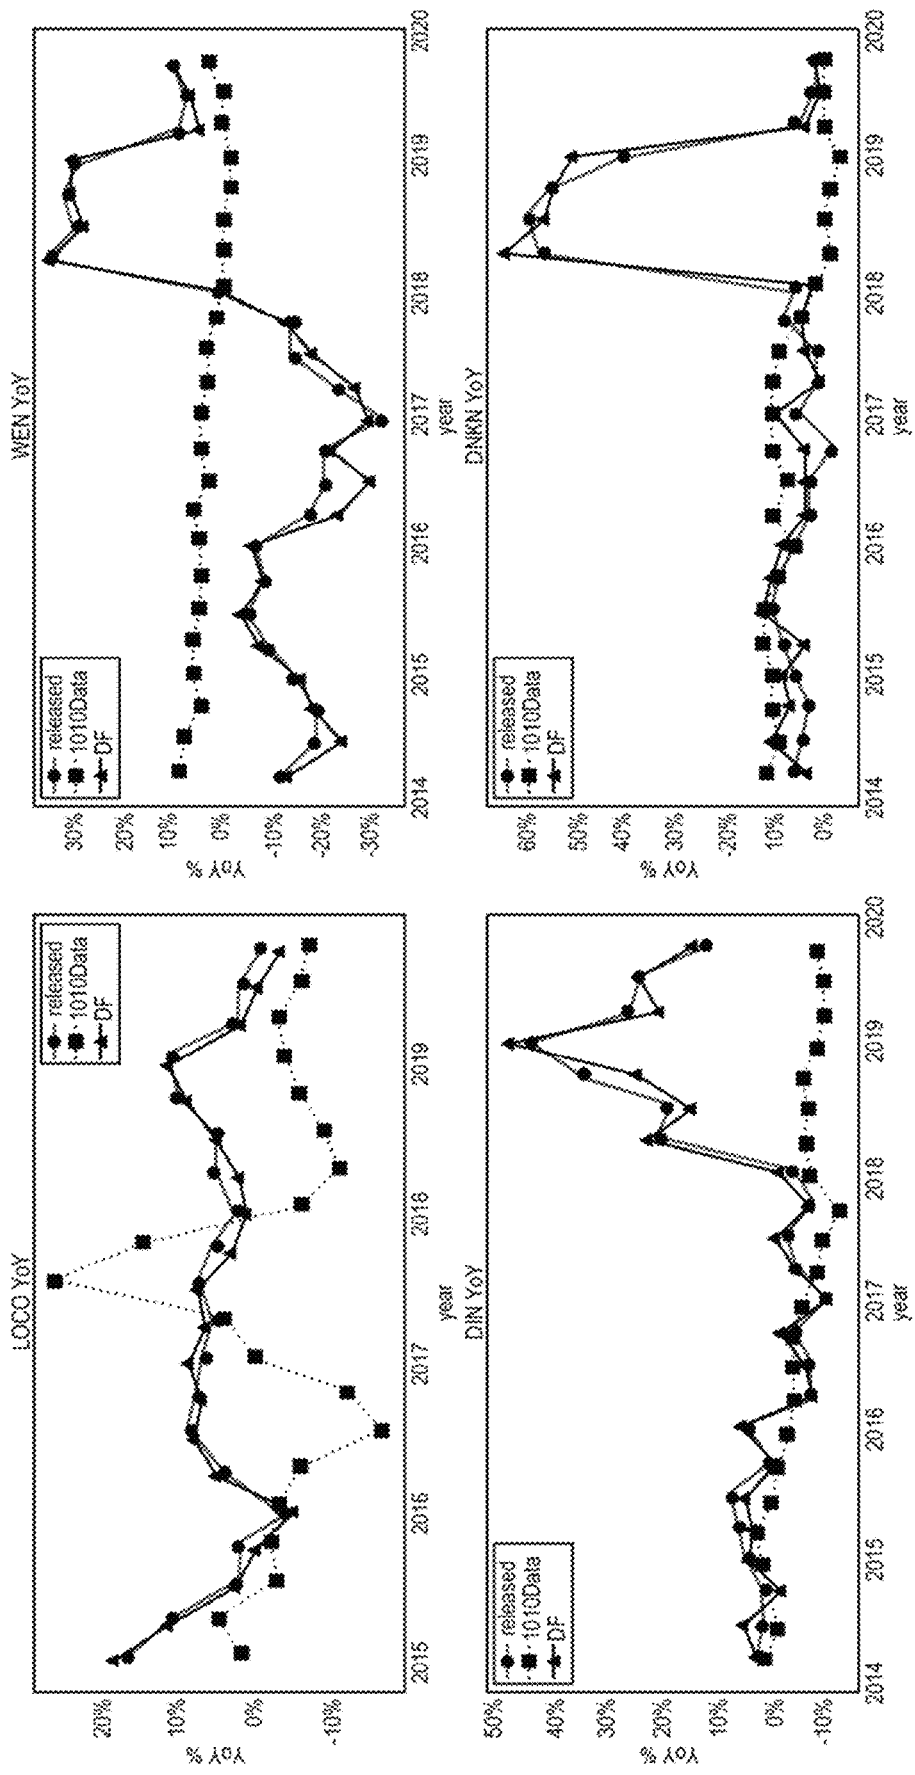 LOCO YoY
released
1010Data
DF
YoY %
20%
10%
0%
-10%
2015
2016
2017
2018
2019
year
WEN YoY
released
1010Data
DF
YoY %
30%
20%
10%
0%
-10%
-20%
-30%
2014
2015
2016
2017
2018
2019
2020
year
DIN YoY
released
1010Data
DF
YoY %
50%
40%
30%
20%
10%
0%
-10%
2014
2015
2016
2017
2018
2019
2020
year
DNKN YoY
released
1010Data
DF
YoY %
60%
50%
40%
30%
-20%
10%
0%
2014
2015
2016
2017
2018
2019
2020
year